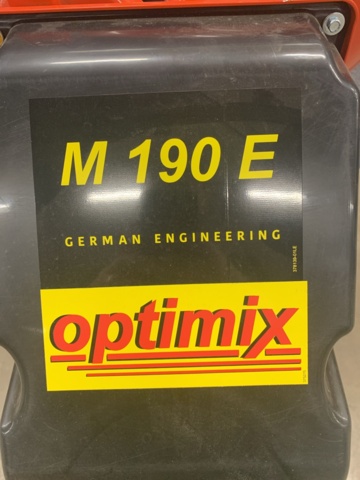 M 190 E
GERMAN ENGINEERING
optimix